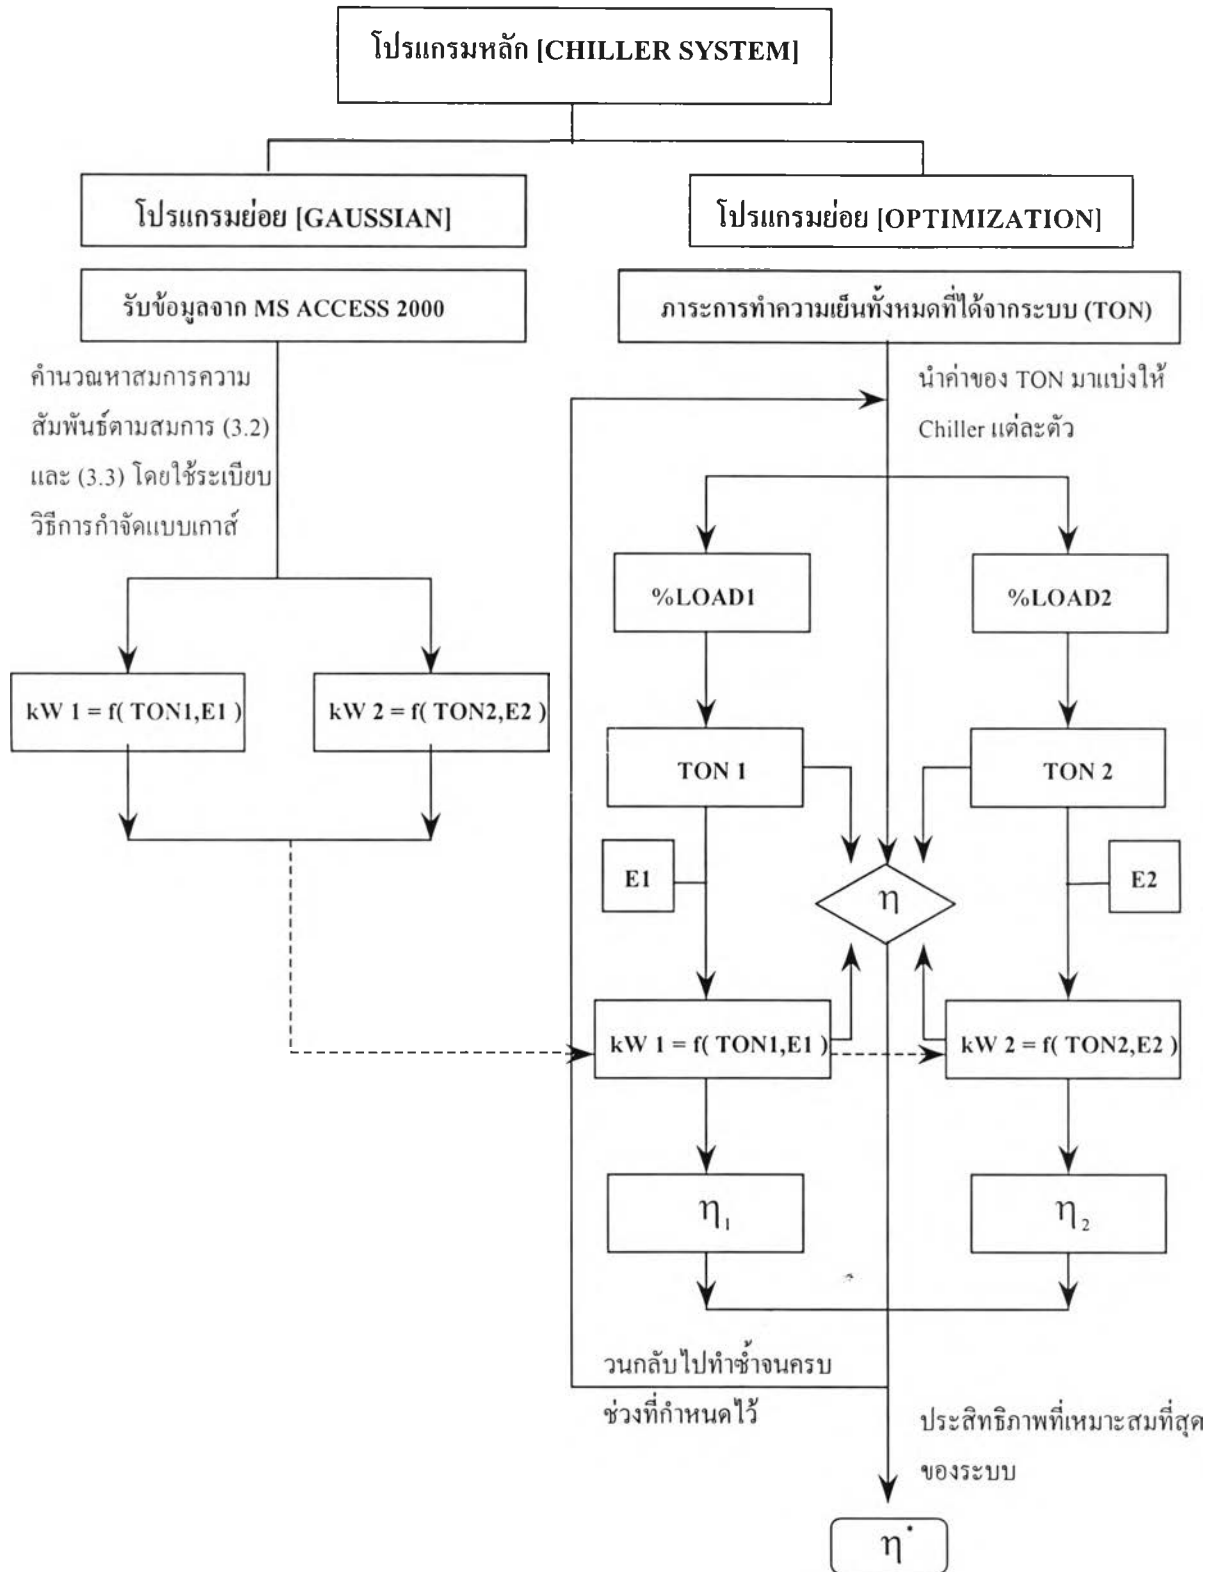 โปรแกรมหลัก [CHILLER SYSTEM]
โปรแกรมย่อย [GAUSSIAN]
รับข้อมูลจาก MS ACCESS 2000
คำนวณหาสมการความ
สัมพันธ์ตามสมการ (3.2)
และ (3.3) โดยใช้ระเบียบ
วิธีการกำจัดแบบเกาส์
kW 1 = f( TON1,E1 )
kW 2 = f( TON2,E2 )
โปรแกรมย่อย [OPTIMIZATION]
ภาระการทำความเย็นทั้งหมดที่ได้จากระบบ (TON)
นำค่าของ TON มาแบ่งให้
Chiller แต่ละตัว
%LOAD1
%LOAD2
TON 1
TON 2
E1
η
E2
kW 1 = f( TON1,E1 )
kW 2 = f( TON2,E2 )
η₁
η₂
วนกลับไปทำซ้ำจนครบ
ช่วงที่กำหนดไว้
ประสิทธิภาพที่เหมาะสมที่สุด
ของระบบ
η*